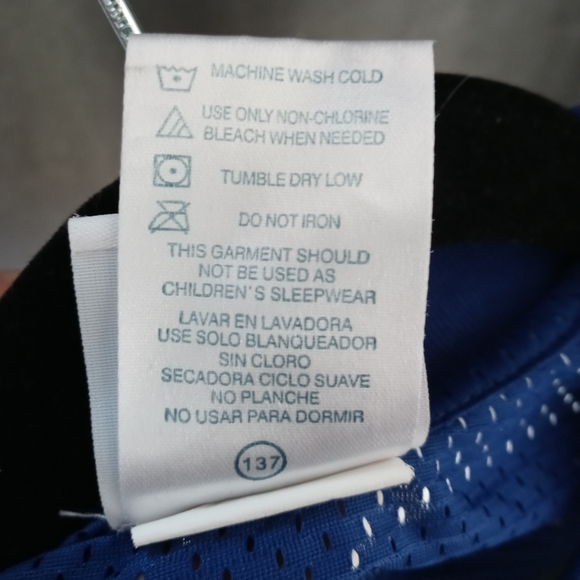 MACHINE WASH COLD
USE ONLY NON-CHLORINE
BLEACH WHEN NEEDED
TUMBLE DRY LOW
DO NOT IRON
THIS GARMENT SHOULD
NOT BE USED AS
CHILDREN'S SLEEPWEAR
LAVAR EN LAVADORA
USE SOLO BLANQUEADOR
SIN CLORO
SECADORA CICLO SUAVE
NO PLANCHE
NO USAR PARA DORMIR
137